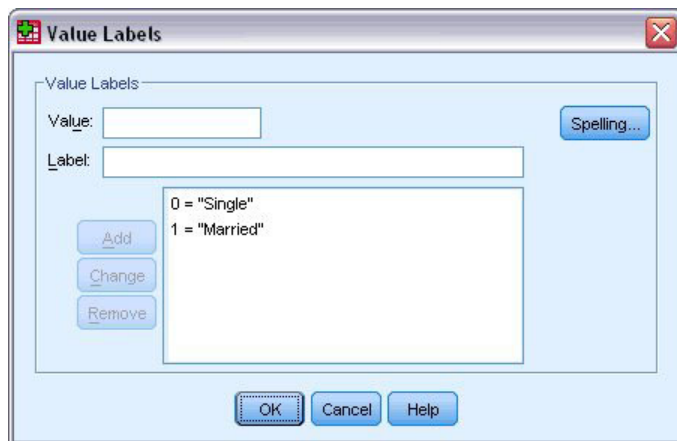 Value Labels
Value Labels
Value:
Spelling...
Label:
0 = "Single"
1 = "Married"
Add
Change
Remove
OK Cancel Help